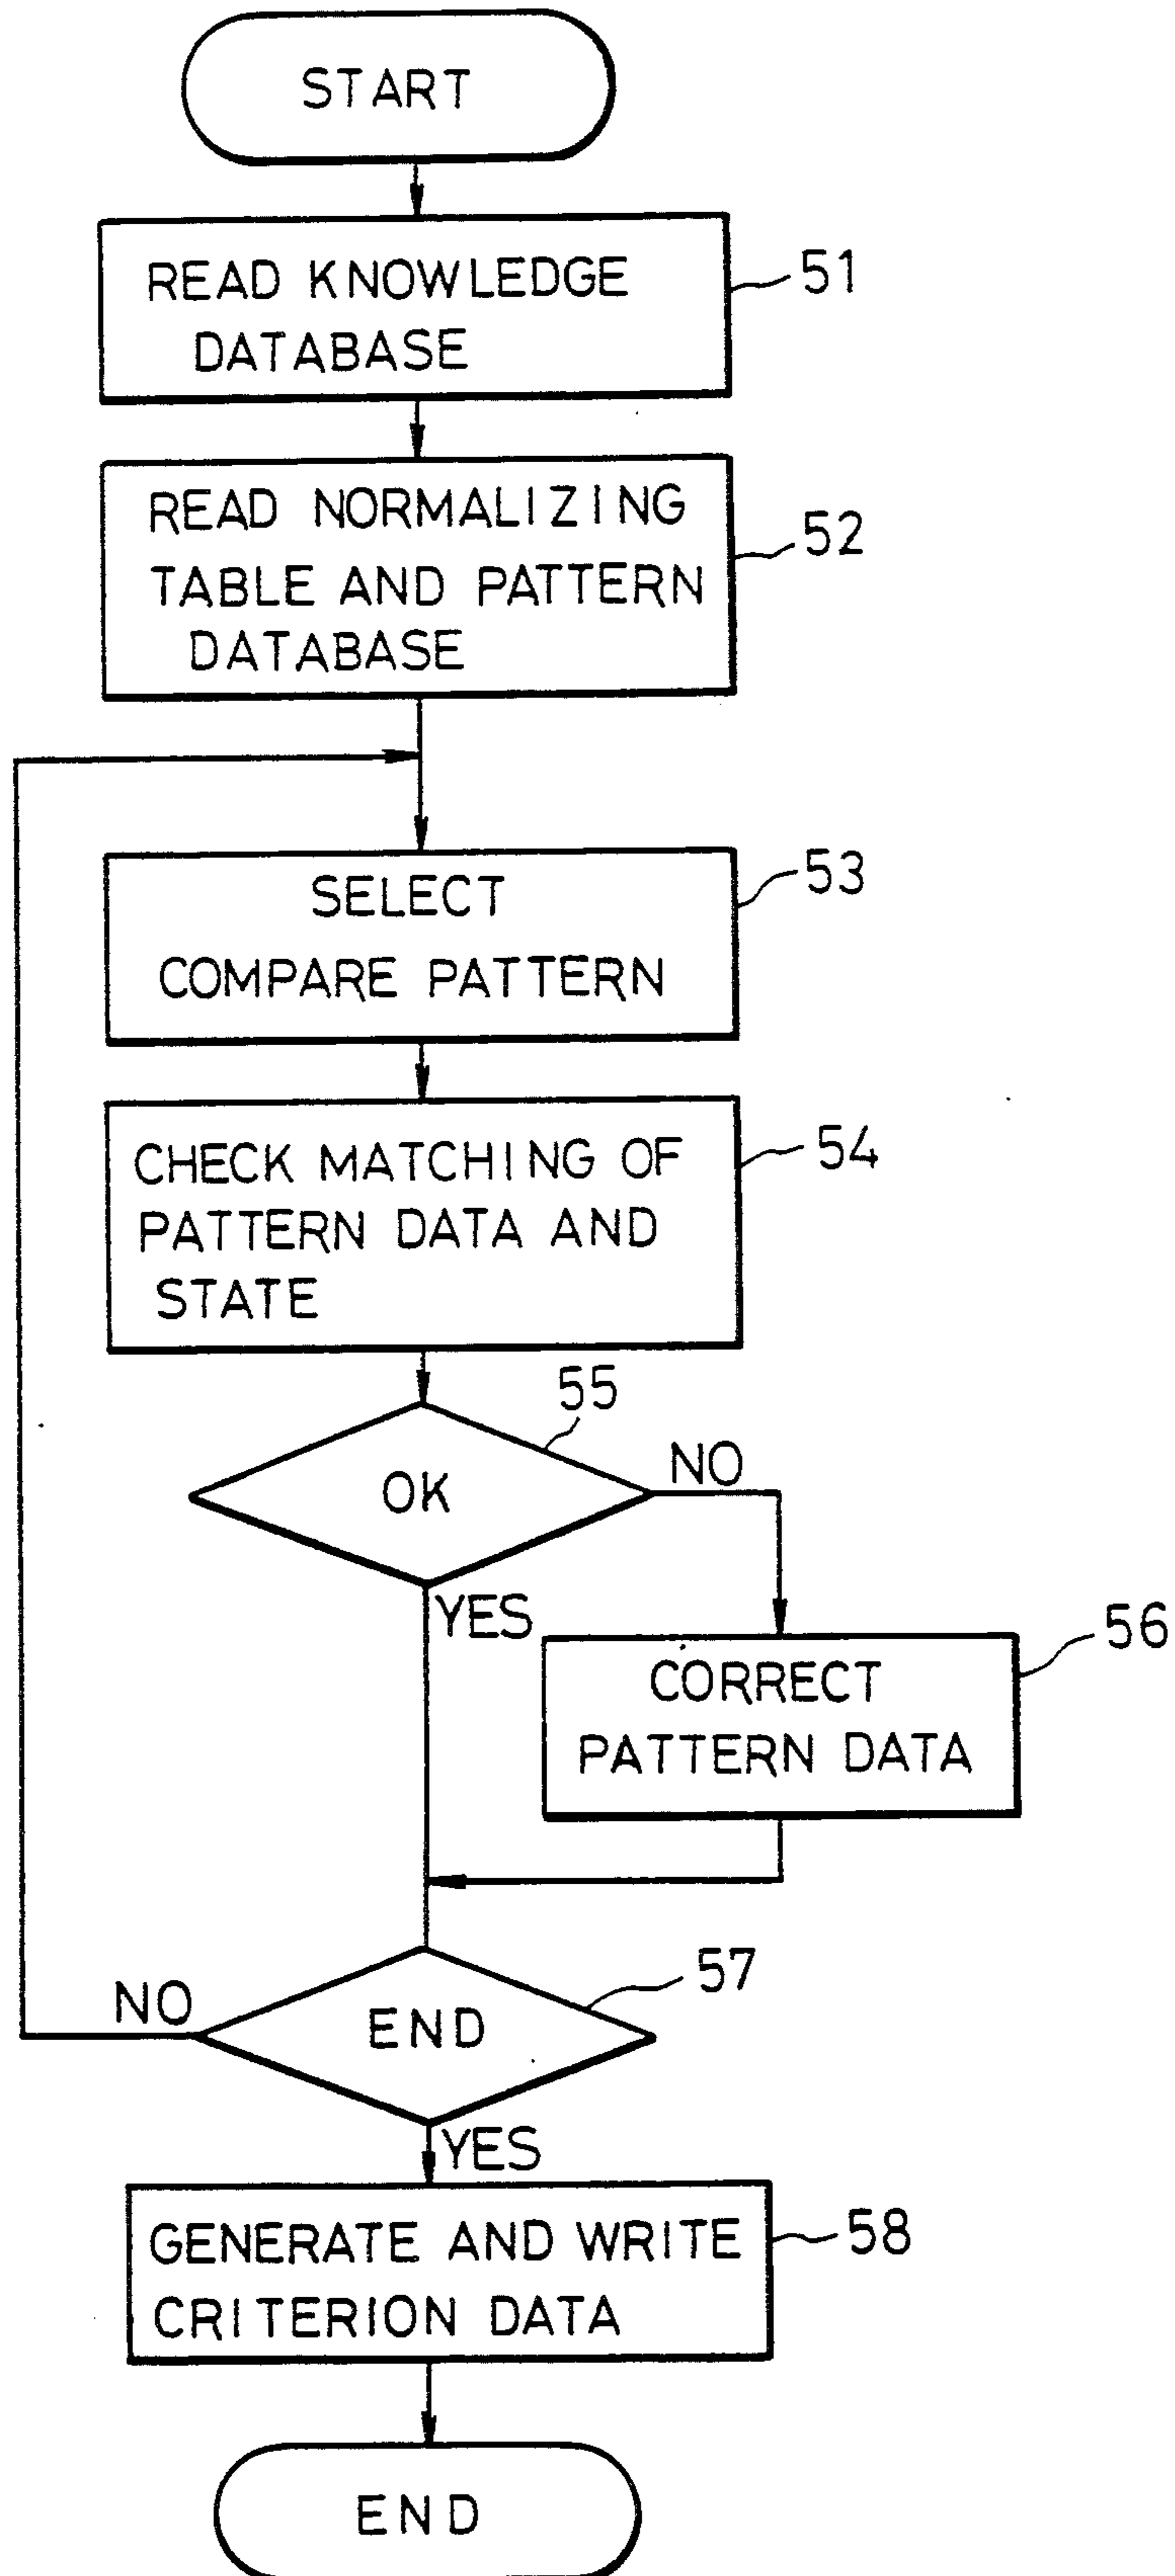 START
READ KNOWLEDGE
DATABASE
51
READ NORMALIZING
TABLE AND PATTERN
DATABASE
52
SELECT
COMPARE PATTERN
53
CHECK MATCHING OF
PATTERN DATA AND
STATE
54
55
OK
NO
YES
CORRECT
PATTERN DATA
56
57
END
NO
YES
GENERATE AND WRITE
CRITERION DATA
58
END